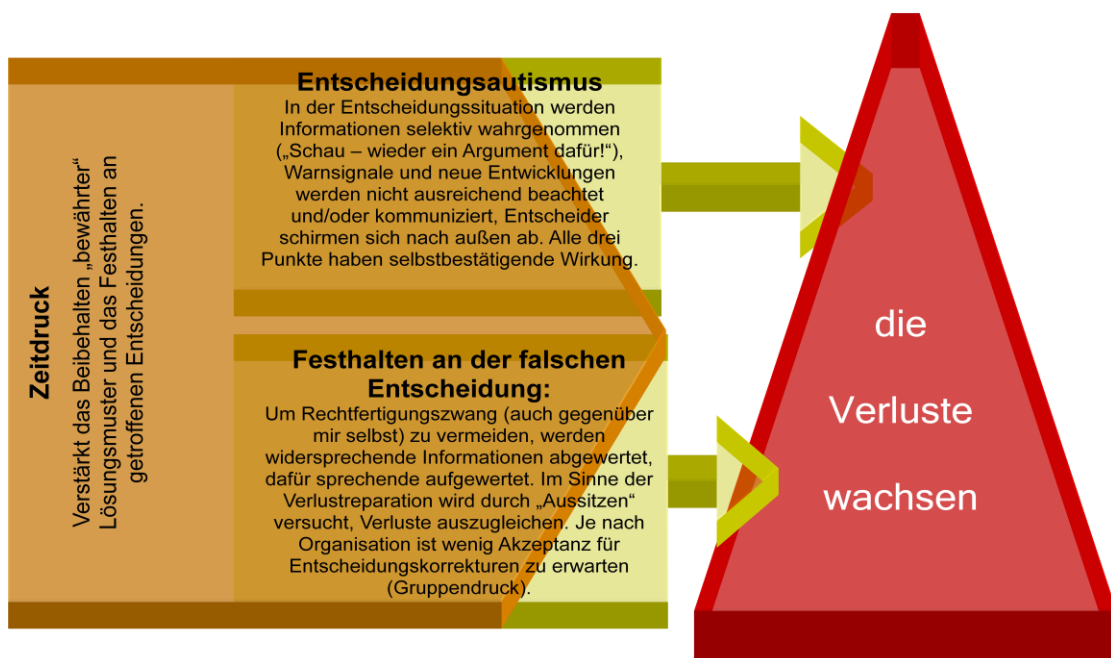 Zeitdruck
Verstärkt das Beibehalten „bewährter“
Lösungsmuster und das Festhalten an
getroffenen Entscheidungen.
Entscheidungsautismus
In der Entscheidungssituation werden
Informationen selektiv wahrgenommen
(„Schau – wieder ein Argument dafür!“),
Warnsignale und neue Entwicklungen
werden nicht ausreichend beachtet
und/oder kommuniziert, Entscheider
schirmen sich nach außen ab. Alle drei
Punkte haben selbstbestätigende Wirkung.
Festhalten an der falschen
Entscheidung:
Um Rechtfertigungszwang (auch gegenüber
mir selbst) zu vermeiden, werden
widersprechende Informationen abgewertet,
dafür sprechende aufgewertet. Im Sinne der
Verlustreparation wird durch „Aussitzen“
versucht, Verluste auszugleichen. Je nach
Organisation ist wenig Akzeptanz für
Entscheidungskorrekturen zu erwarten
(Gruppendruck).
die
Verluste
wachsen